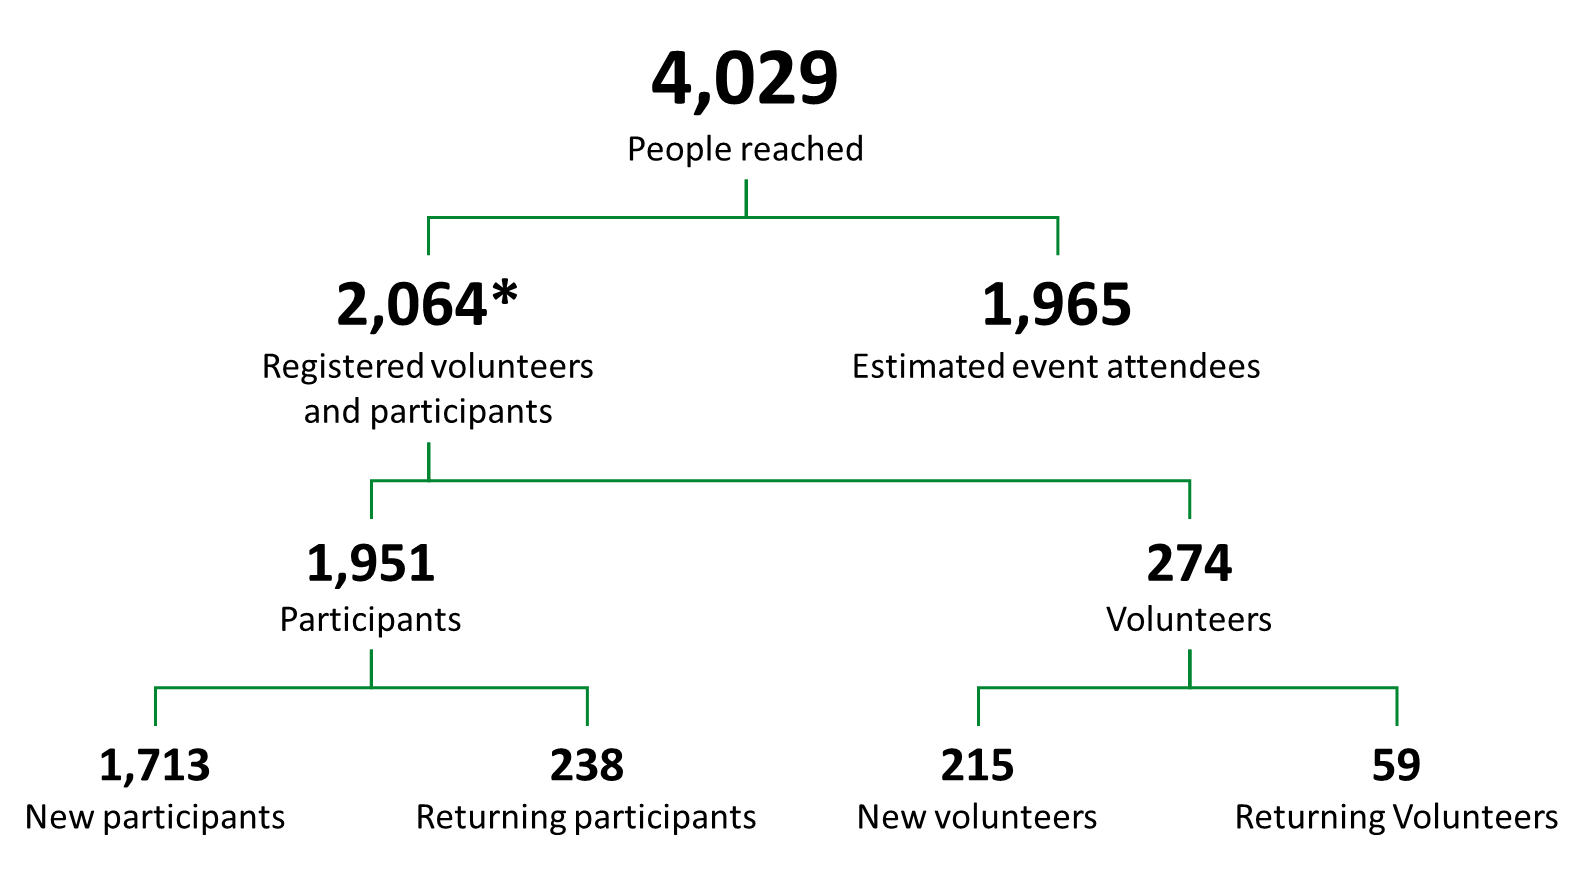 4,029
People reached
2,064*
Registered volunteers
and participants
1,965
Estimated event attendees
1,951
Participants
274
Volunteers
1,713
New participants
238
Returning participants
215
New volunteers
59
Returning Volunteers